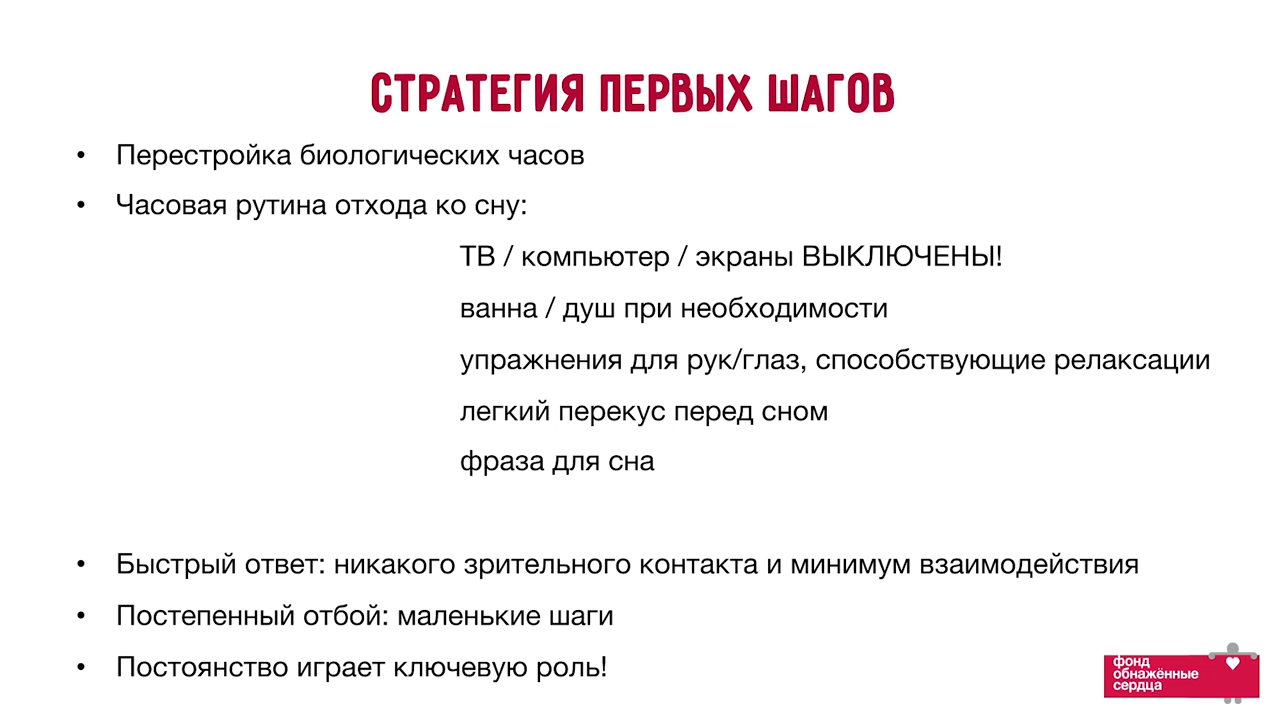 СТРАТЕГИЯ ПЕРВЫХ ШАГОВ
• Перестройка биологических часов
• Часовая рутина отхода ко сну:
ТВ / компьютер / экраны ВЫКЛЮЧЕНЫ!
ванна / душ при необходимости
упражнения для рук/глаз, способствующие релаксации
легкий перекус перед сном
фраза для сна
• Быстрый ответ: никакого зрительного контакта и минимум взаимодействия
• Постепенный отбой: маленькие шаги
• Постоянство играет ключевую роль!
фонд
обнажённые
сердца